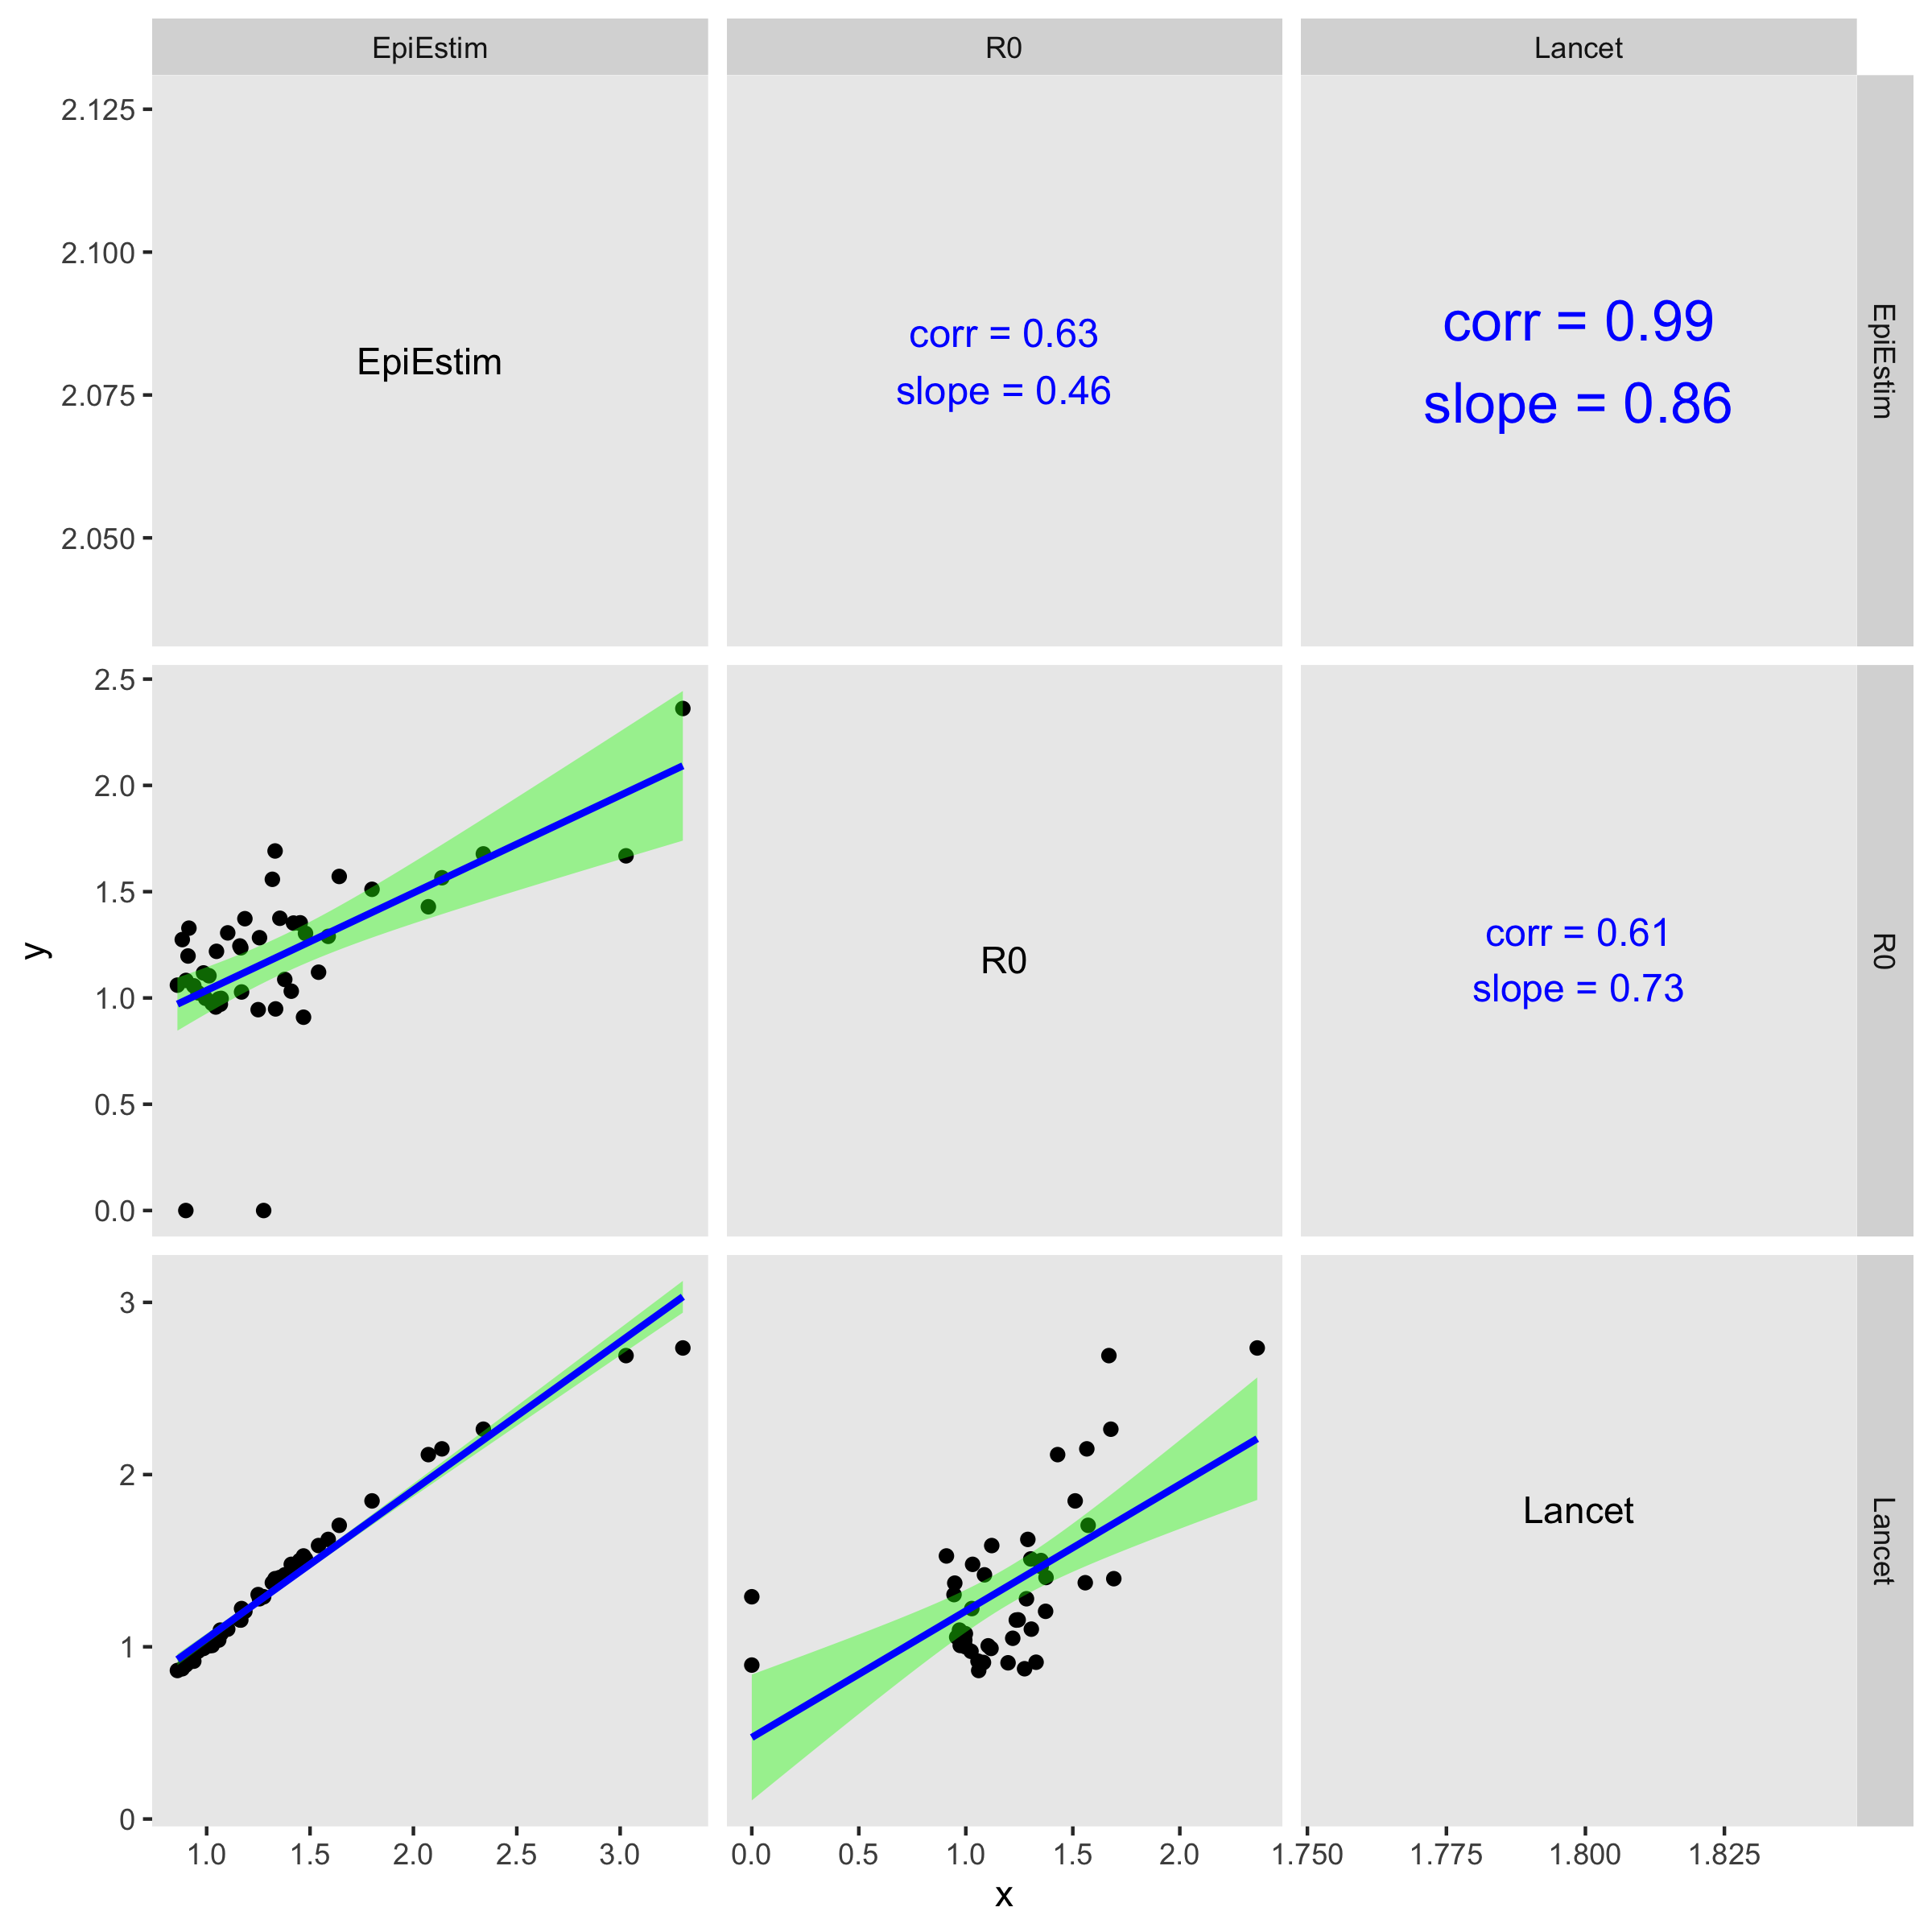 EpiEstim
R0
Lancet
2.125
2.100
2.075
2.050
EpiEstim
corr = 0.63
slope = 0.46
corr = 0.99
slope = 0.86
EpiEstim
2.5
2.0
1.5
1.0
0.5
0.0
R0
corr = 0.61
slope = 0.73
R0
y
3
2
1
0
Lancet
Lancet
1.0 1.5 2.0 2.5 3.0
0.0 0.5 1.0 1.5 2.0
1.750 1.775 1.800 1.825
x